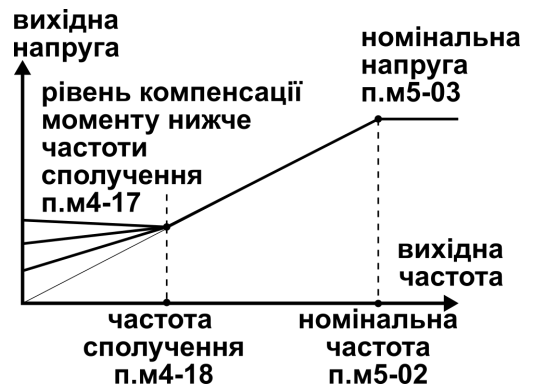 вихідна
напруга
номінальна
напруга
п.м5-03
рівень компенсації
моменту нижче
частоти
сполучення
п.м4-17
вихідна
частота
частота
сполучення
п.м4-18
номінальна
частота
п.м5-02